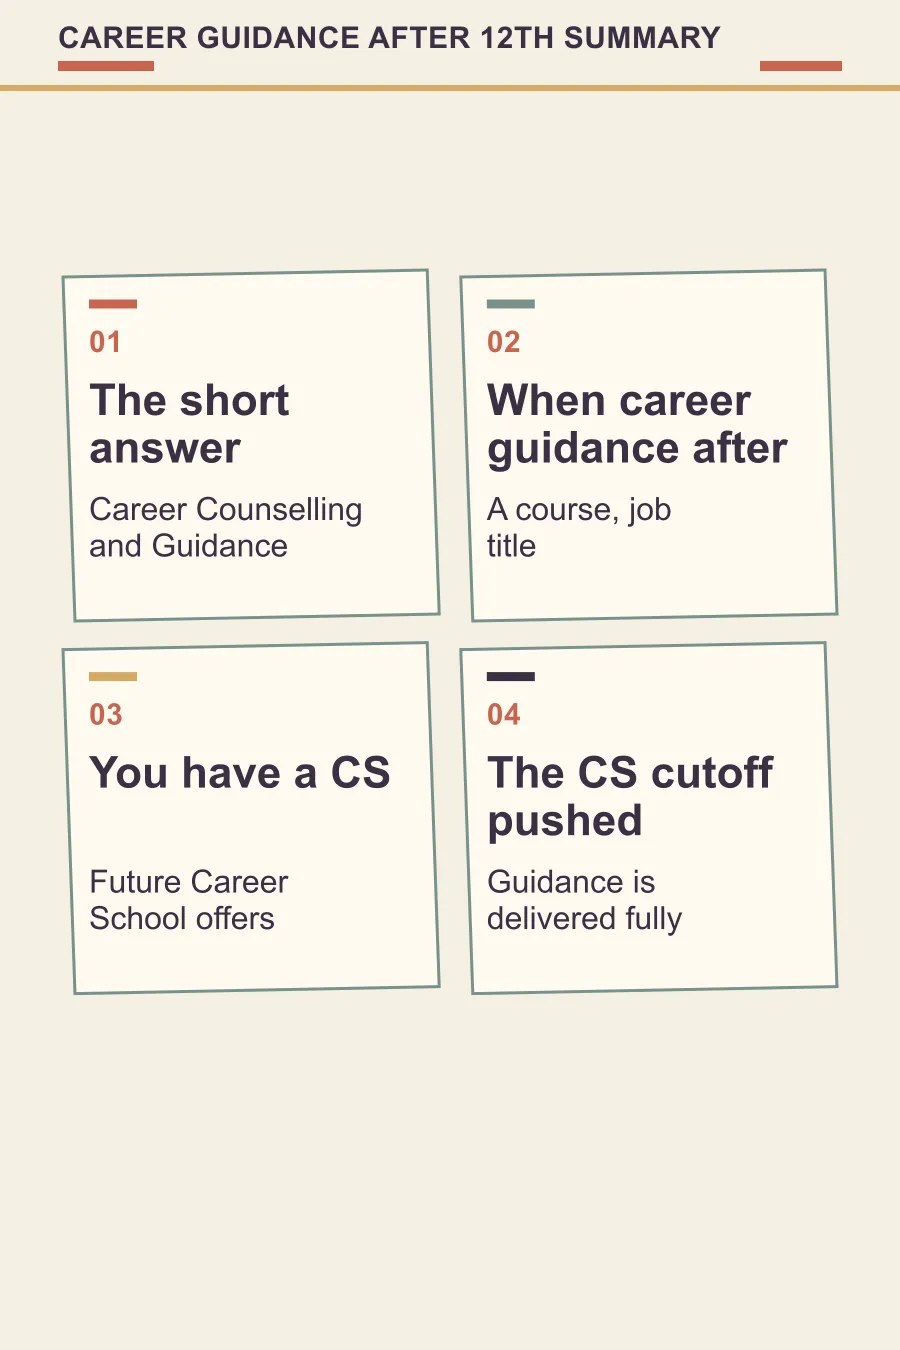 CAREER GUIDANCE AFTER 12TH SUMMARY
01
The short
answer
Career Counselling
and Guidance
02
When career
guidance after
A course, job
title
03
You have a CS
Future Career
School offers
04
The CS cutoff
pushed
Guidance is
delivered fully